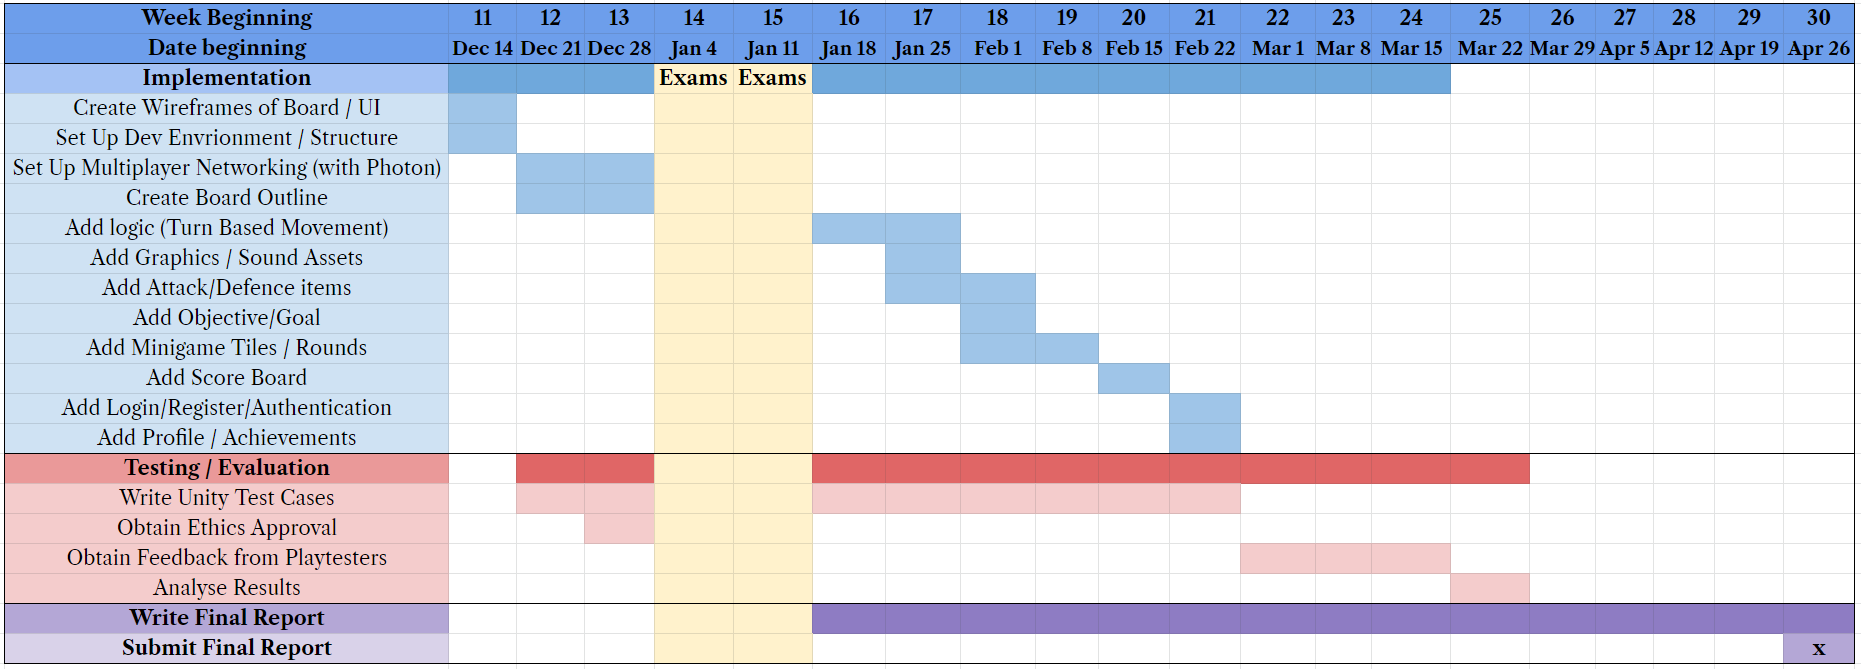 Week Beginning 11 12 13 14 15 16 17 18 19 20 21 22 23 24 25 26 27 28 29 30
Date beginning Dec 14 Dec 21 Dec 28 Jan 4 Jan 11 Jan 18 Jan 25 Feb 1 Feb 8 Feb 15 Feb 22 Mar 1 Mar 8 Mar 15 Mar 22 Mar 29 Apr 5 Apr 12 Apr 19 Apr 26
Implementation Exams Exams
Create Wireframes of Board / UI
Set Up Dev Envrionment / Structure
Set Up Multiplayer Networking (with Photon)
Create Board Outline
Add logic (Turn Based Movement)
Add Graphics / Sound Assets
Add Attack/Defence items
Add Objective/Goal
Add Minigame Tiles / Rounds
Add Score Board
Add Login/Register/Authentication
Add Profile / Achievements
Testing / Evaluation
Write Unity Test Cases
Obtain Ethics Approval
Obtain Feedback from Playtesters
Analyse Results
Write Final Report
Submit Final Report x